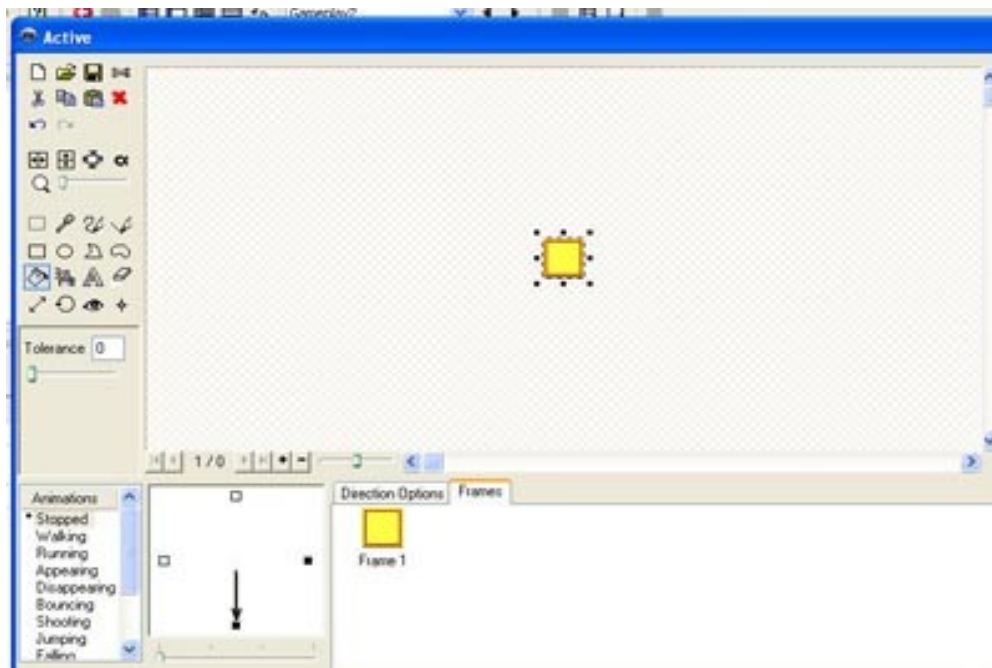 Gameplay2
Active
Tolerance 0
1 / 0
Animations
Stopped
Walking
Running
Appearing
Disappearing
Bouncing
Shooting
Jumping
Falling
Direction Options
Frames
Frame 1